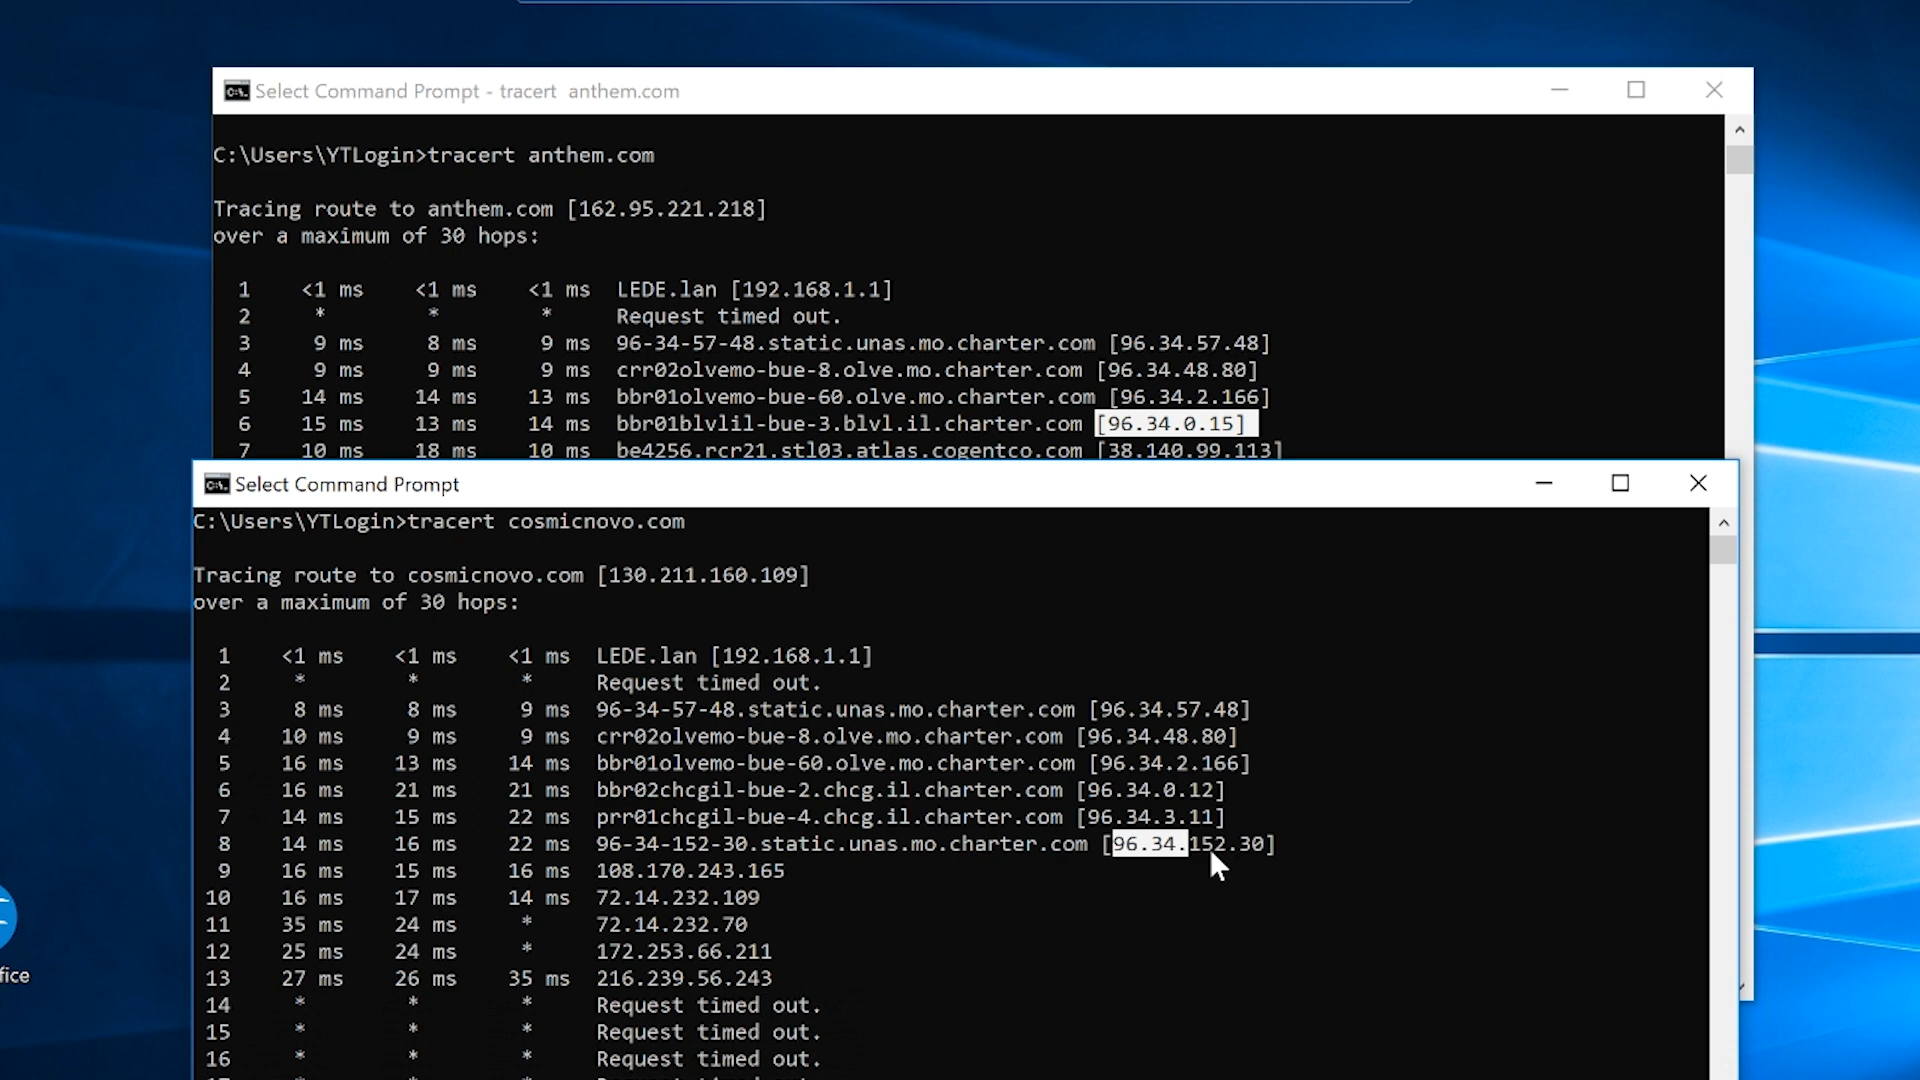 Select Command Prompt - tracert  anthem.com
C:\Users\YTLogin>tracert anthem.com
Tracing route to anthem.com [162.95.221.218]
over a maximum of 30 hops:
1    <1 ms    <1 ms    <1 ms  LEDE.lan [192.168.1.1]
2     *        *        *     Request timed out.
3     9 ms     8 ms     9 ms  96-34-57-48.static.unas.mo.charter.com [96.34.57.48]
4     9 ms     9 ms     9 ms  crr02olvemo-bue-8.olve.mo.charter.com [96.34.48.80]
5    14 ms    14 ms    13 ms  bbr01olvemo-bue-60.olve.mo.charter.com [96.34.2.166]
6    15 ms    13 ms    14 ms  bbr01blvlil-bue-3.blvl.il.charter.com [96.34.0.15]
7    10 ms    18 ms    10 ms  be4256.rcr21.stl03.atlas.cogentco.com [38.140.99.113]
Select Command Prompt
C:\Users\YTLogin>tracert cosmicnovo.com
Tracing route to cosmicnovo.com [130.211.160.109]
over a maximum of 30 hops:
1    <1 ms    <1 ms    <1 ms  LEDE.lan [192.168.1.1]
2     *        *        *     Request timed out.
3     8 ms     8 ms     9 ms  96-34-57-48.static.unas.mo.charter.com [96.34.57.48]
4    10 ms     9 ms     9 ms  crr02olvemo-bue-8.olve.mo.charter.com [96.34.48.80]
5    16 ms    13 ms    14 ms  bbr01olvemo-bue-60.olve.mo.charter.com [96.34.2.166]
6    16 ms    21 ms    21 ms  bbr02chcgil-bue-2.chcg.il.charter.com [96.34.0.12]
7    14 ms    15 ms    22 ms  prr01chcgil-bue-4.chcg.il.charter.com [96.34.3.11]
8    14 ms    16 ms    22 ms  96-34-152-30.static.unas.mo.charter.com [96.34.152.30]
9    16 ms    15 ms    16 ms  108.170.243.165
10    16 ms    17 ms    14 ms  72.14.232.109
11    35 ms    24 ms     *     72.14.232.70
12    25 ms    24 ms     *     172.253.66.211
13    27 ms    26 ms    35 ms  216.239.56.243
14     *        *        *     Request timed out.
15     *        *        *     Request timed out.
16     *        *        *     Request timed out.
fice